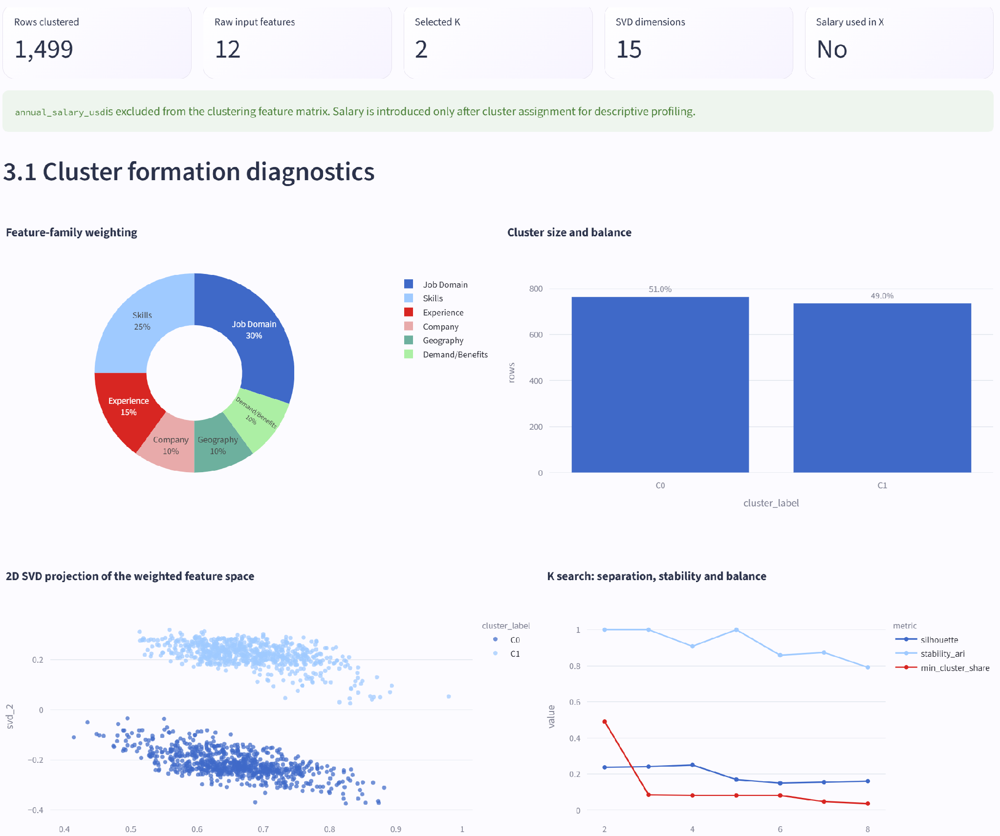 Rows clustered
1,499
Raw input features
12
Selected K
2
SVD dimensions
15
Salary used in X
No
annual_salary_usdis excluded from the clustering feature matrix. Salary is introduced only after cluster assignment for descriptive profiling.
3.1 Cluster formation diagnostics
Feature-family weighting
Job Domain
30%
Skills
25%
Experience
15%
Company
10%
Geography
10%
Demand/Benefits
10%
Job Domain
Skills
Experience
Company
Geography
Demand/Benefits
Cluster size and balance
800
600
400
200
0
rows
51.0%
49.0%
C0
C1
cluster_label
2D SVD projection of the weighted feature space
0.2
0
−0.2
−0.4
svd_2
0.4
0.5
0.6
0.7
0.8
0.9
1
cluster_label
C0
C1
K search: separation, stability and balance
1
0.8
0.6
0.4
0.2
0
value
2
4
6
8
metric
silhouette
stability_ari
min_cluster_share